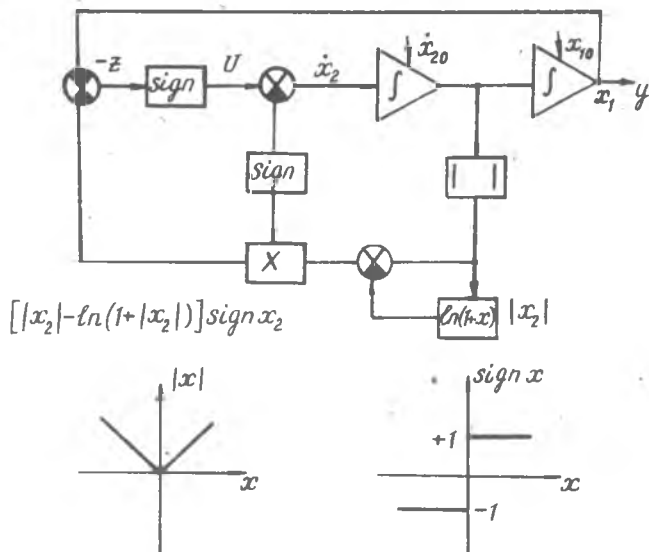 -z
sign
U
ẋ₂
∫
ẋ₂₀
∫
x₁₀
x₁
y
sign
| |
X
ln(1+x)
|x₂|
[|x₂|-ln(1+|x₂|)]sign x₂
|x|
x
sign x
+1
x
-1